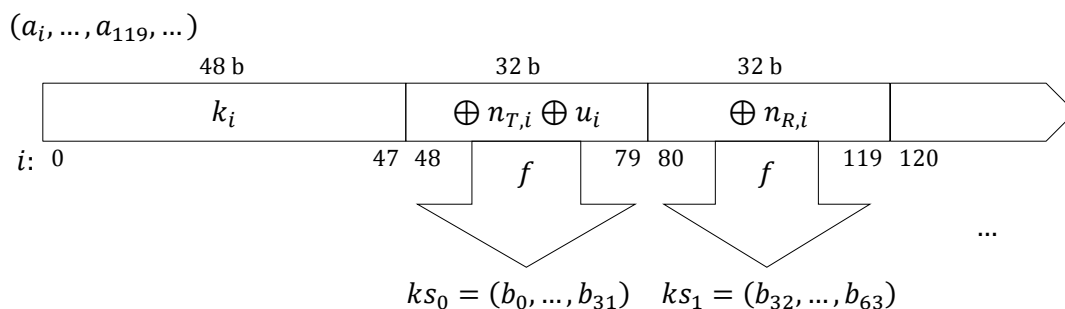 (a_i, …, a_119, …)
48 b 32 b 32 b
k_i ⊕ n_T,i ⊕ u_i ⊕ n_R,i
i: 0 47 48 79 80 119 120
f f
…
ks_0 = (b_0, …, b_31) ks_1 = (b_32, …, b_63)